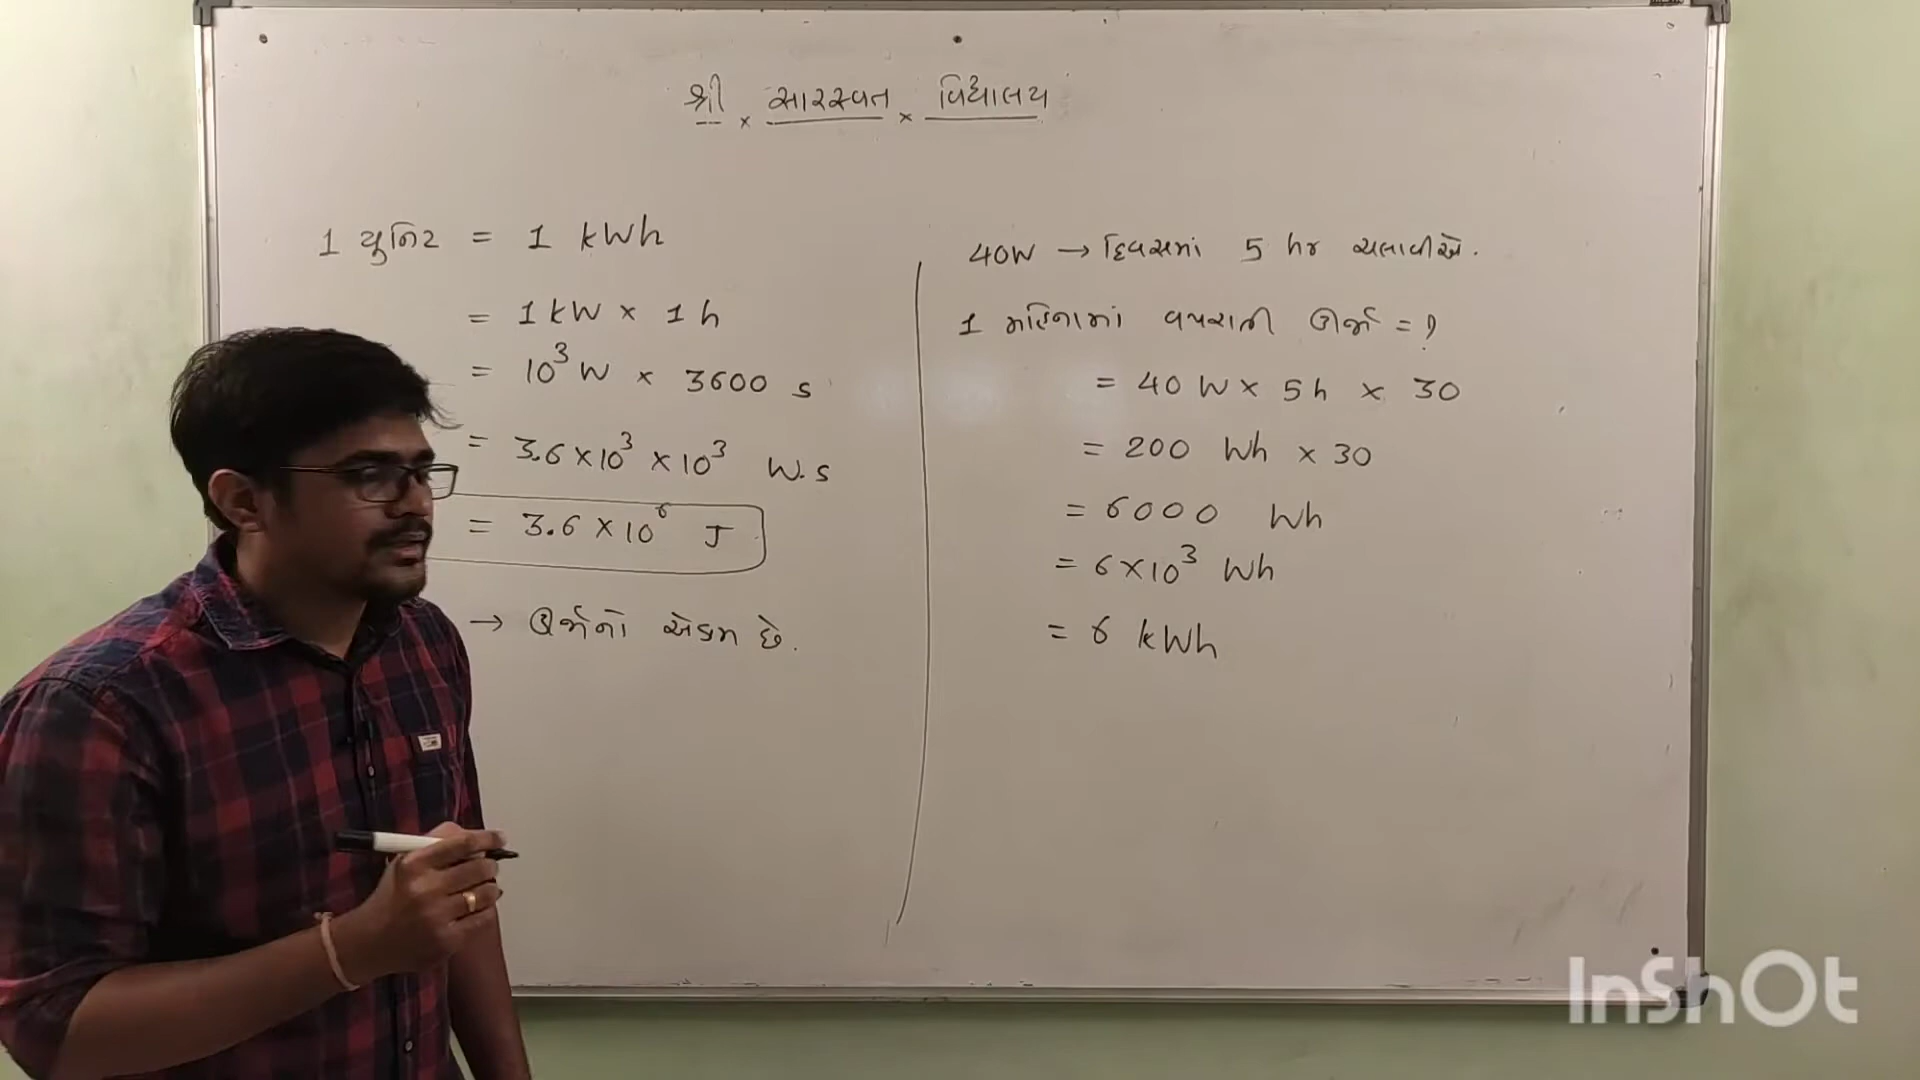 શ્રી × સારસ્વત × વિદ્યાલય
1 યુનિટ = 1 kWh
= 1 kW × 1 h
= 10³ W × 3600 s
= 3.6 × 10³ × 10³ W.s
= 3.6 × 10⁶ J
→ ઊર્જાનો એકમ છે.
40W → દિવસમાં 5 hr ચલાવીએ.
1 મહિનામાં વપરાતી ઊર્જા = ?
= 40 W × 5h × 30
= 200 Wh × 30
= 6000 Wh
= 6×10³ Wh
= 6 kWh
InShOt